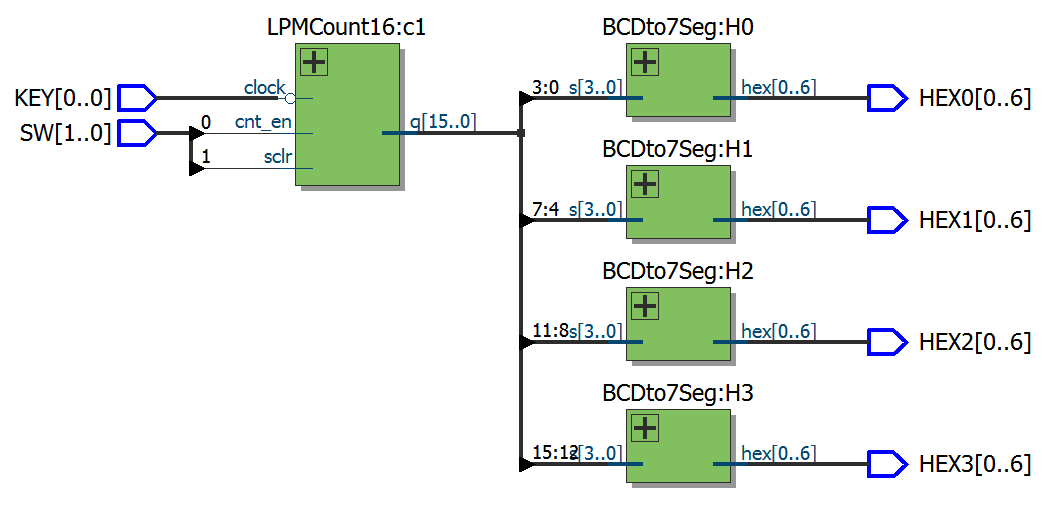 LPMCount16:c1
BCDto7Seg:H0
KEY[0..0]
clock
SW[1..0]
0
cnt_en
1
sclr
q[15..0]
3:0
s[3..0]
hex[0..6]
HEX0[0..6]
BCDto7Seg:H1
7:4
s[3..0]
hex[0..6]
HEX1[0..6]
BCDto7Seg:H2
11:8
s[3..0]
hex[0..6]
HEX2[0..6]
BCDto7Seg:H3
15:12
s[3..0]
hex[0..6]
HEX3[0..6]